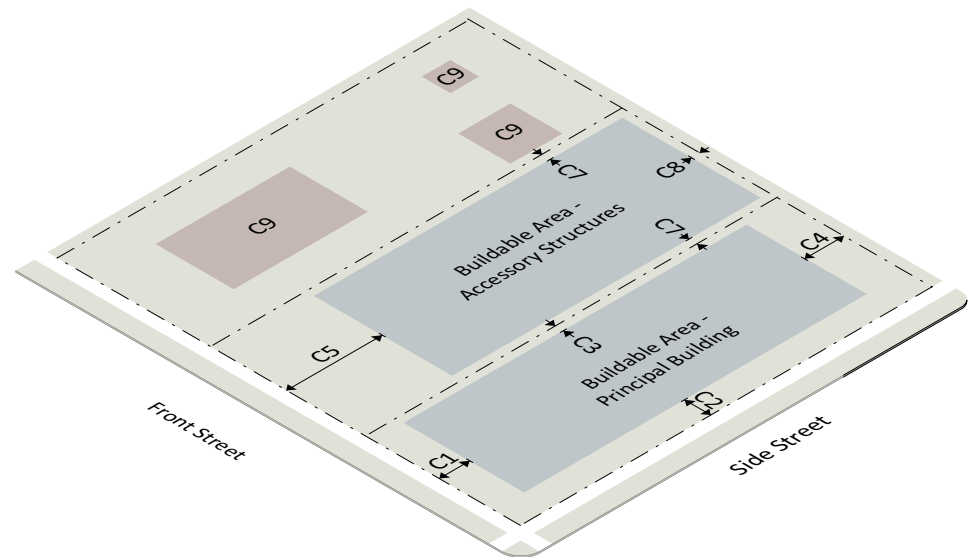 C9
C9
C9
C7
C8
Buildable Area -
Accessory Structures
C7
C4
C5
C3
Buildable Area -
Principal Building
C2
C1
Front Street
Side Street